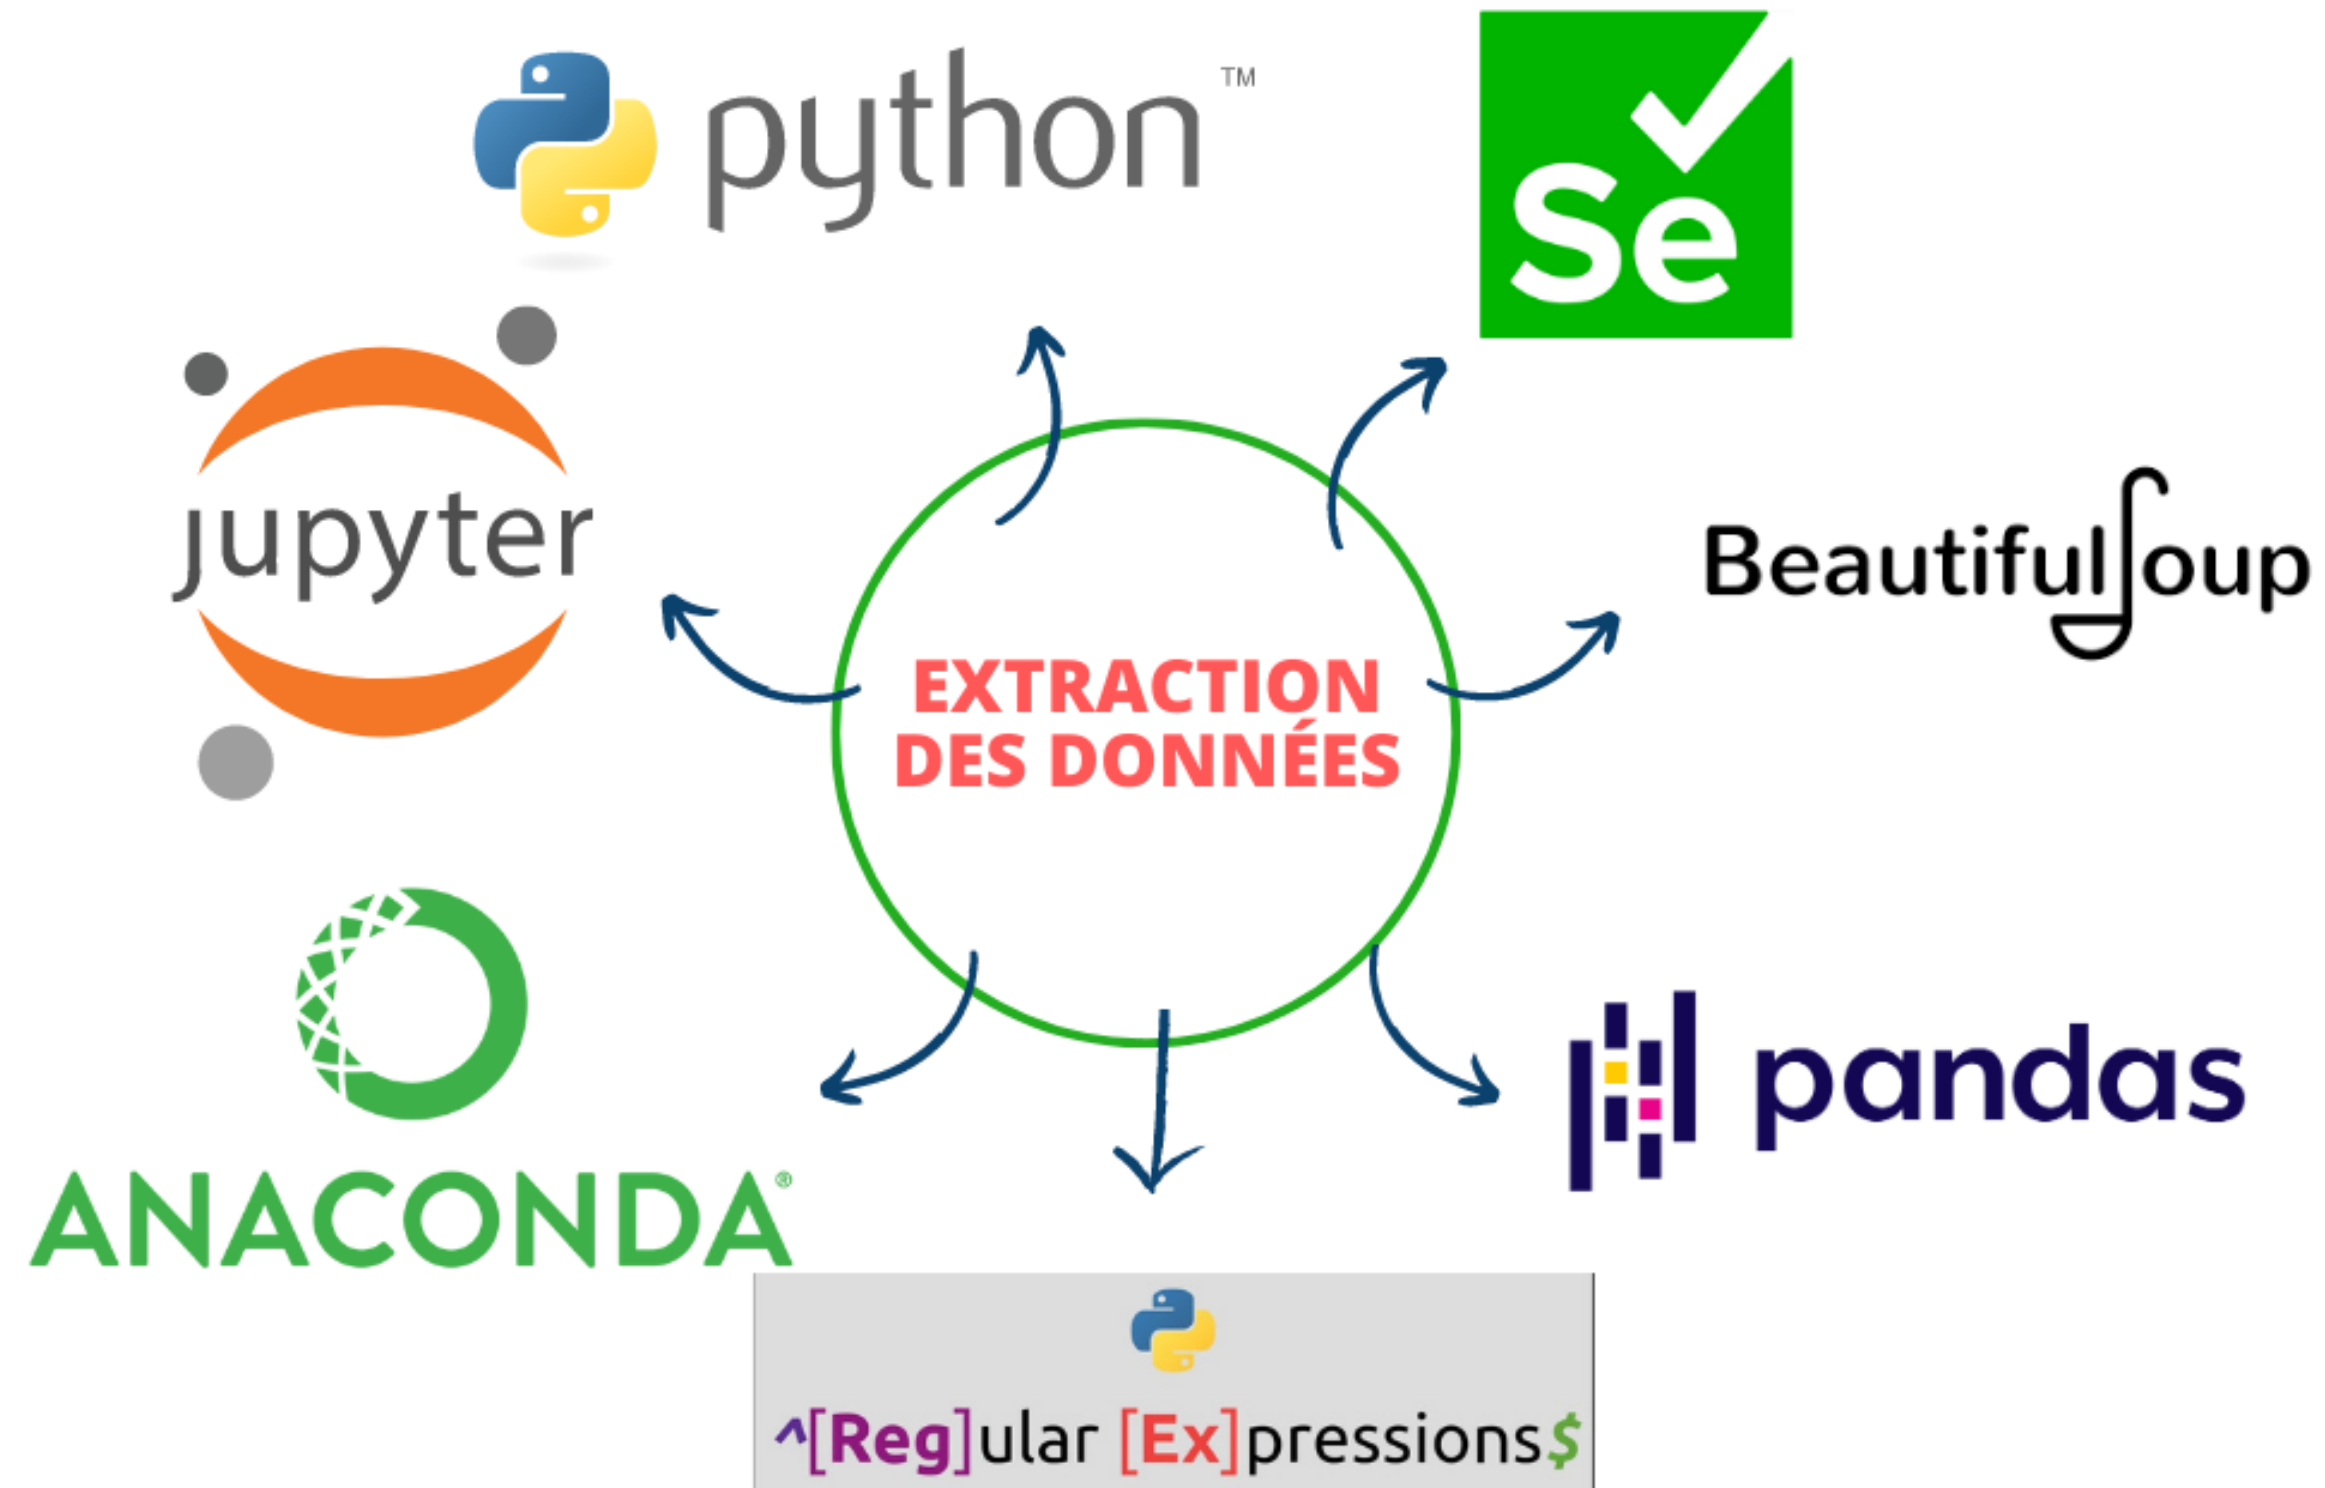 python™
Se
jupyter
BeautifulSoup
EXTRACTION
DES DONNÉES
pandas
ANACONDA®
^[Reg]ular [Ex]pressions$